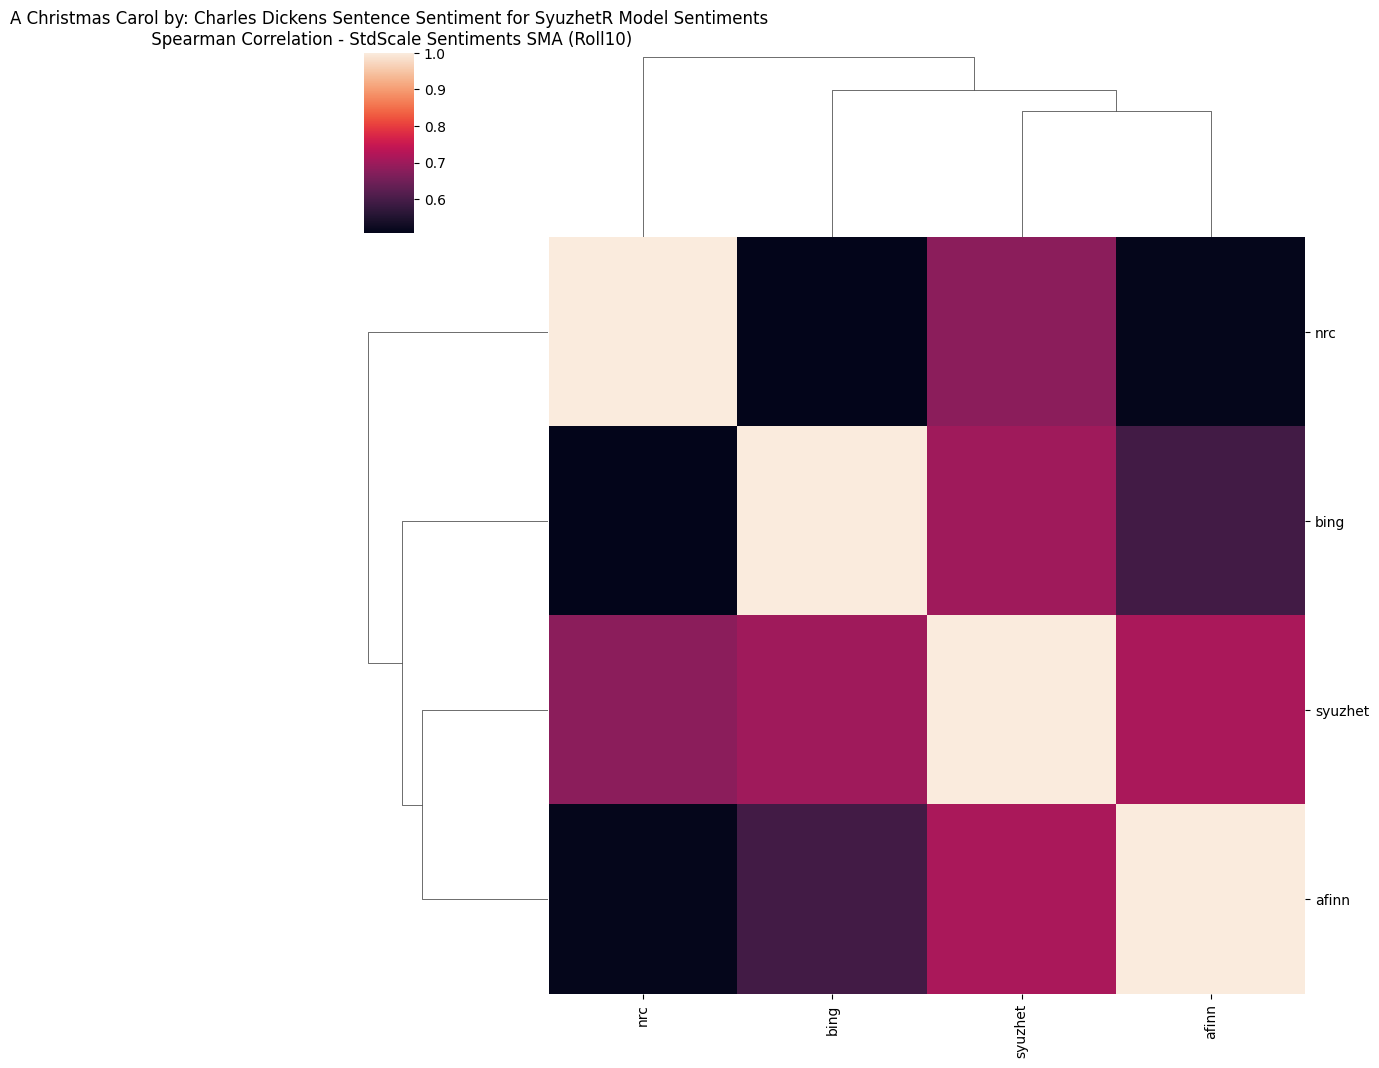 A Christmas Carol by: Charles Dickens Sentence Sentiment for SyuzhetR Model Sentiments
Spearman Correlation - StdScale Sentiments SMA (Roll10)
1.0
0.9
0.8
0.7
0.6
nrc
bing
syuzhet
afinn
nrc
bing
syuzhet
afinn